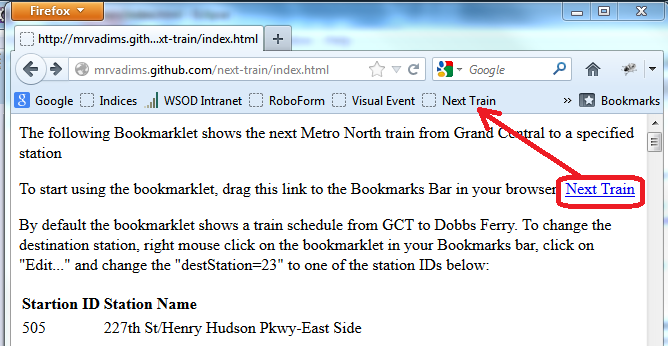 Firefox
http://mrvadims.gith...xt-train/index.html
mrvadims.github.com/next-train/index.html
Google
Google Indices WSOD Intranet RoboForm Visual Event Next Train » Bookmarks
The following Bookmarklet shows the next Metro North train from Grand Central to a specified
station
To start using the bookmarklet, drag this link to the Bookmarks Bar in your browser Next Train
By default the bookmarklet shows a train schedule from GCT to Dobbs Ferry. To change the
destination station, right mouse click on the bookmarklet in your Bookmarks bar, click on
"Edit..." and change the "destStation=23" to one of the station IDs below:
Startion ID Station Name
505 227th St/Henry Hudson Pkwy-East Side